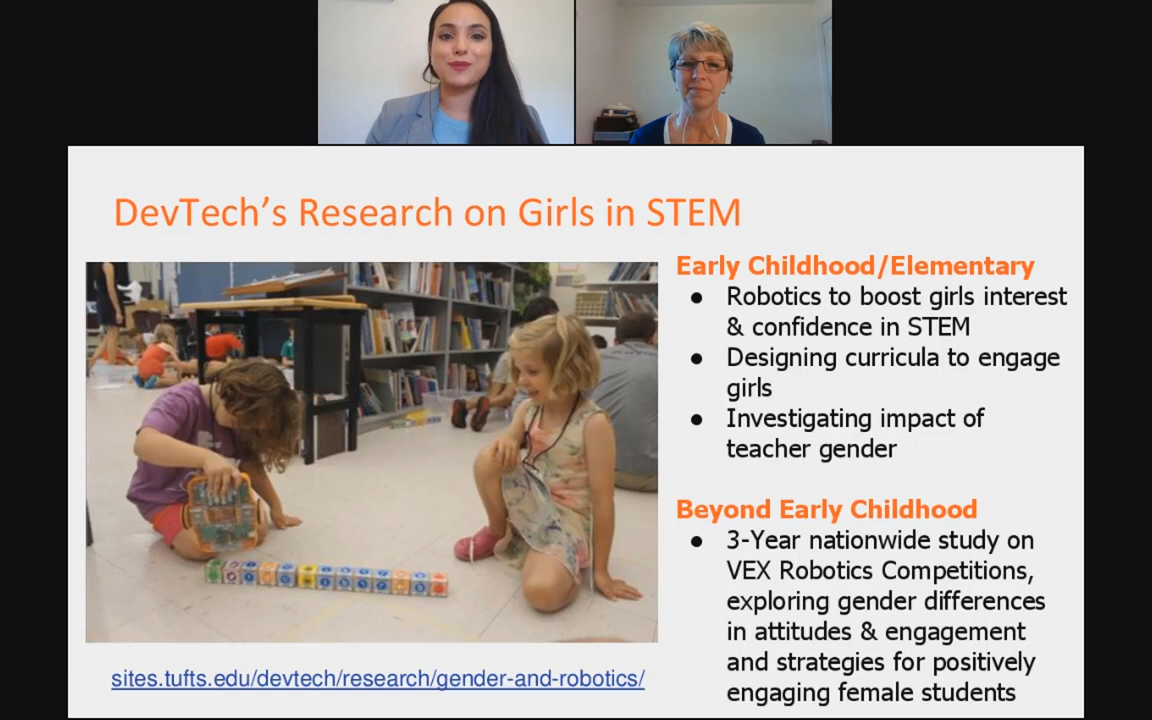 DevTech’s Research on Girls in STEM
Early Childhood/Elementary
● Robotics to boost girls interest
& confidence in STEM
● Designing curricula to engage
girls
● Investigating impact of
teacher gender
Beyond Early Childhood
● 3-Year nationwide study on
VEX Robotics Competitions,
exploring gender differences
in attitudes & engagement
and strategies for positively
engaging female students
sites.tufts.edu/devtech/research/gender-and-robotics/